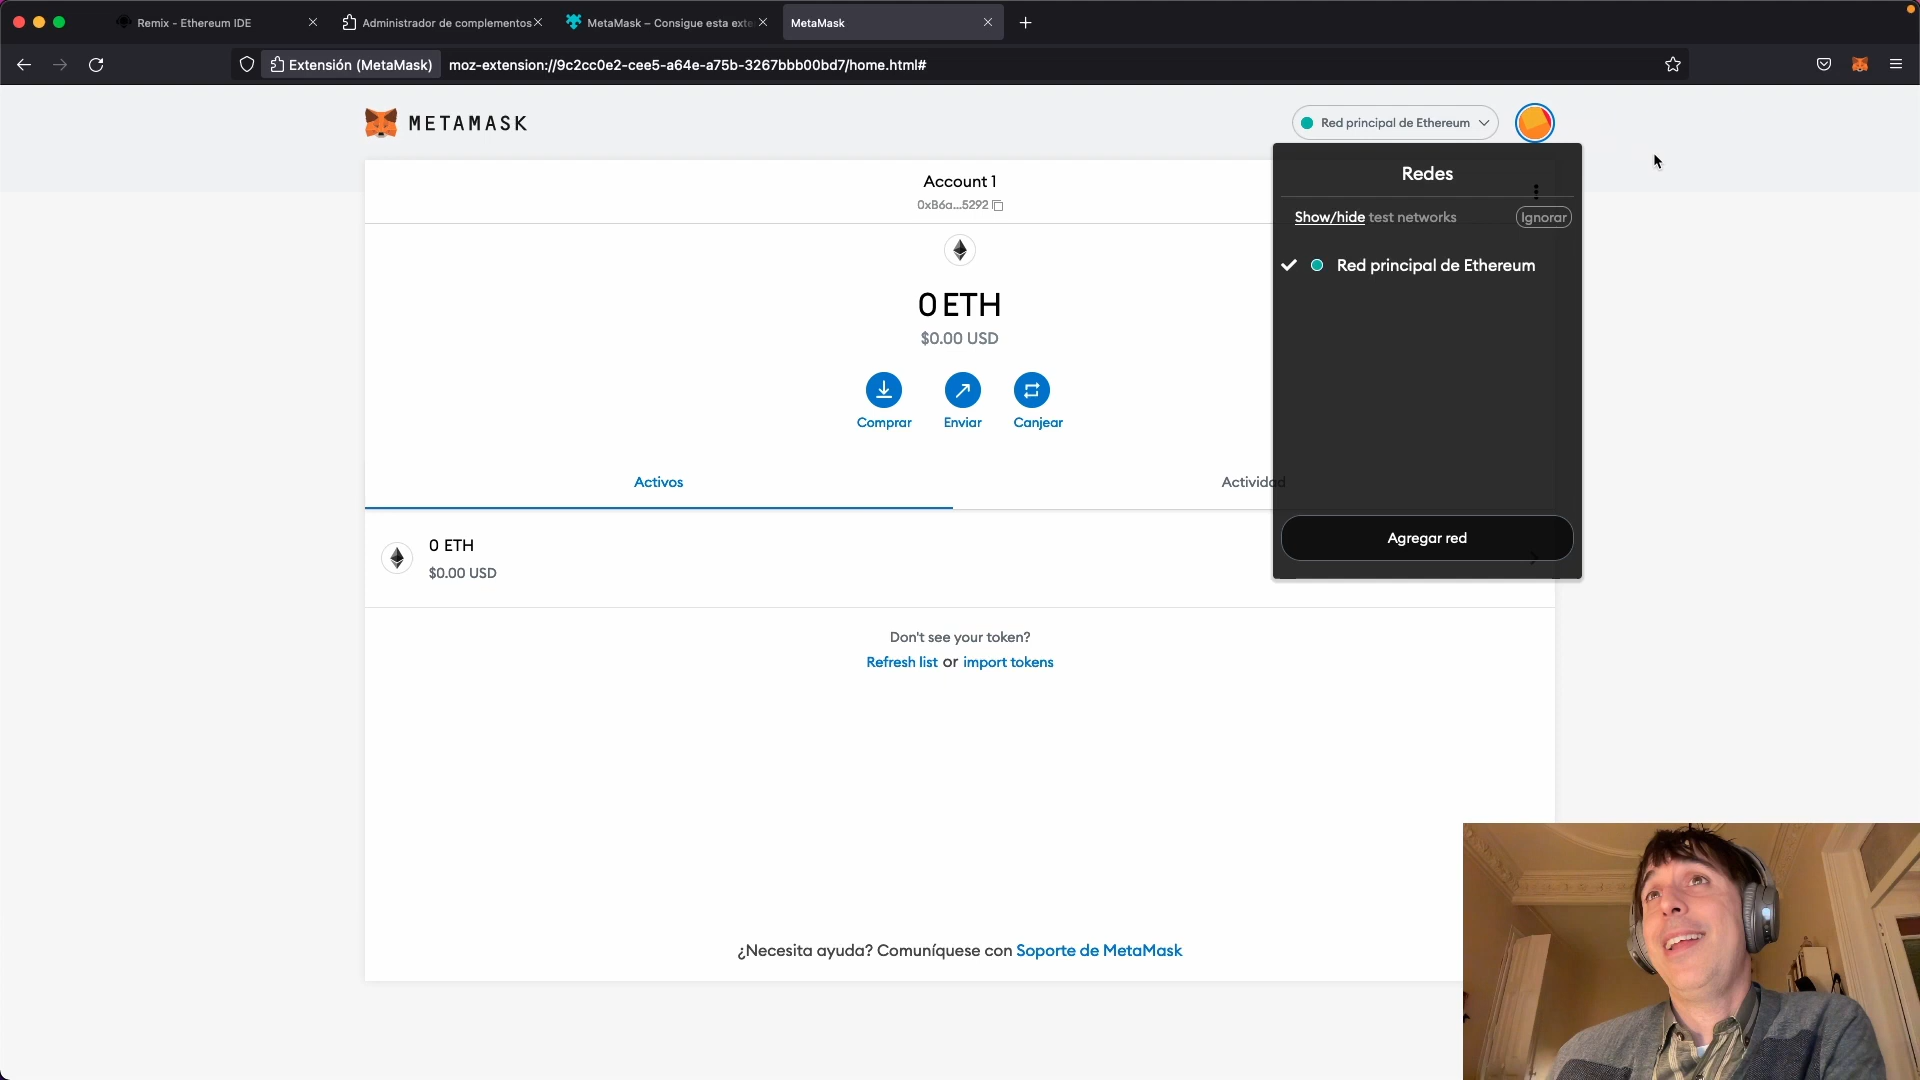 Remix - Ethereum IDE
Administrador de complementos
MetaMask – Consigue esta exte
MetaMask
Extensión (MetaMask)
moz-extension://9c2cc0e2-cee5-a64e-a75b-3267bbb00bd7/home.html#
METAMASK
Red principal de Ethereum
Account 1
0xB6a...5292
0 ETH
$0.00 USD
Comprar
Enviar
Canjear
Activos
Actividad
0 ETH
$0.00 USD
Don't see your token?
Refresh list or import tokens
¿Necesita ayuda? Comuníquese con Soporte de MetaMask
Redes
Show/hide test networks
Ignorar
Red principal de Ethereum
Agregar red